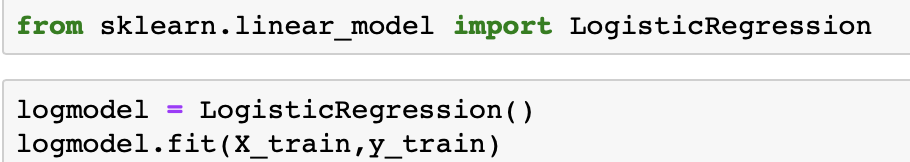 from sklearn.linear_model import LogisticRegression
logmodel = LogisticRegression()
logmodel.fit(X_train,y_train)